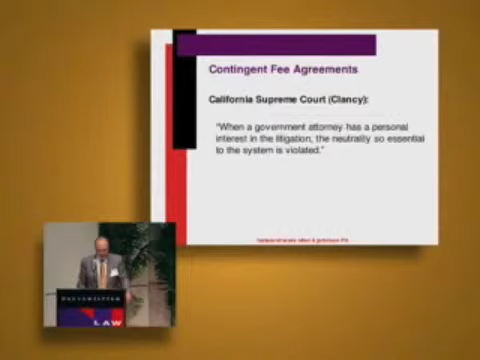 Contingent Fee Agreements
California Supreme Court (Clancy):
"When a government attorney has a personal
interest in the litigation, the neutrality so essential
to the system is violated."
LAW